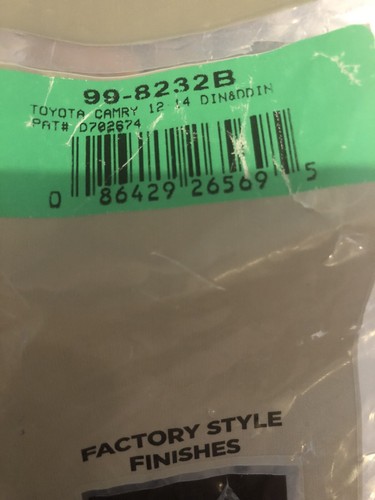 99-8232B
TOYOTA CAMRY 12 14 DIN&DDIN
PAT# D702674
0 86429 26569 5
FACTORY STYLE
FINISHES